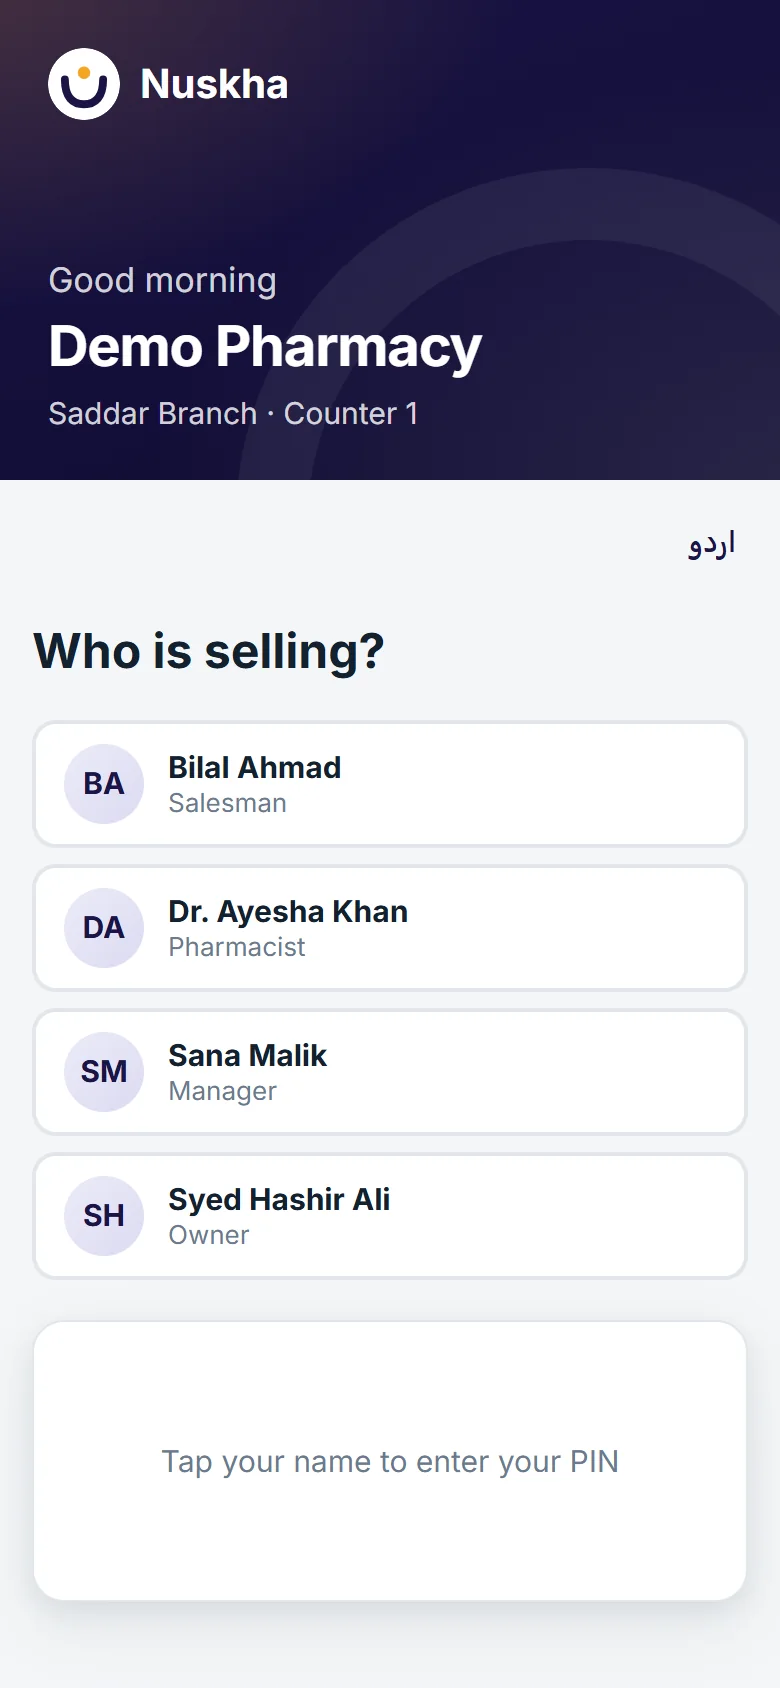 Nuskha
Good morning
Demo Pharmacy
Saddar Branch · Counter 1
اردو
Who is selling?
BA
Bilal Ahmad
Salesman
DA
Dr. Ayesha Khan
Pharmacist
SM
Sana Malik
Manager
SH
Syed Hashir Ali
Owner
Tap your name to enter your PIN